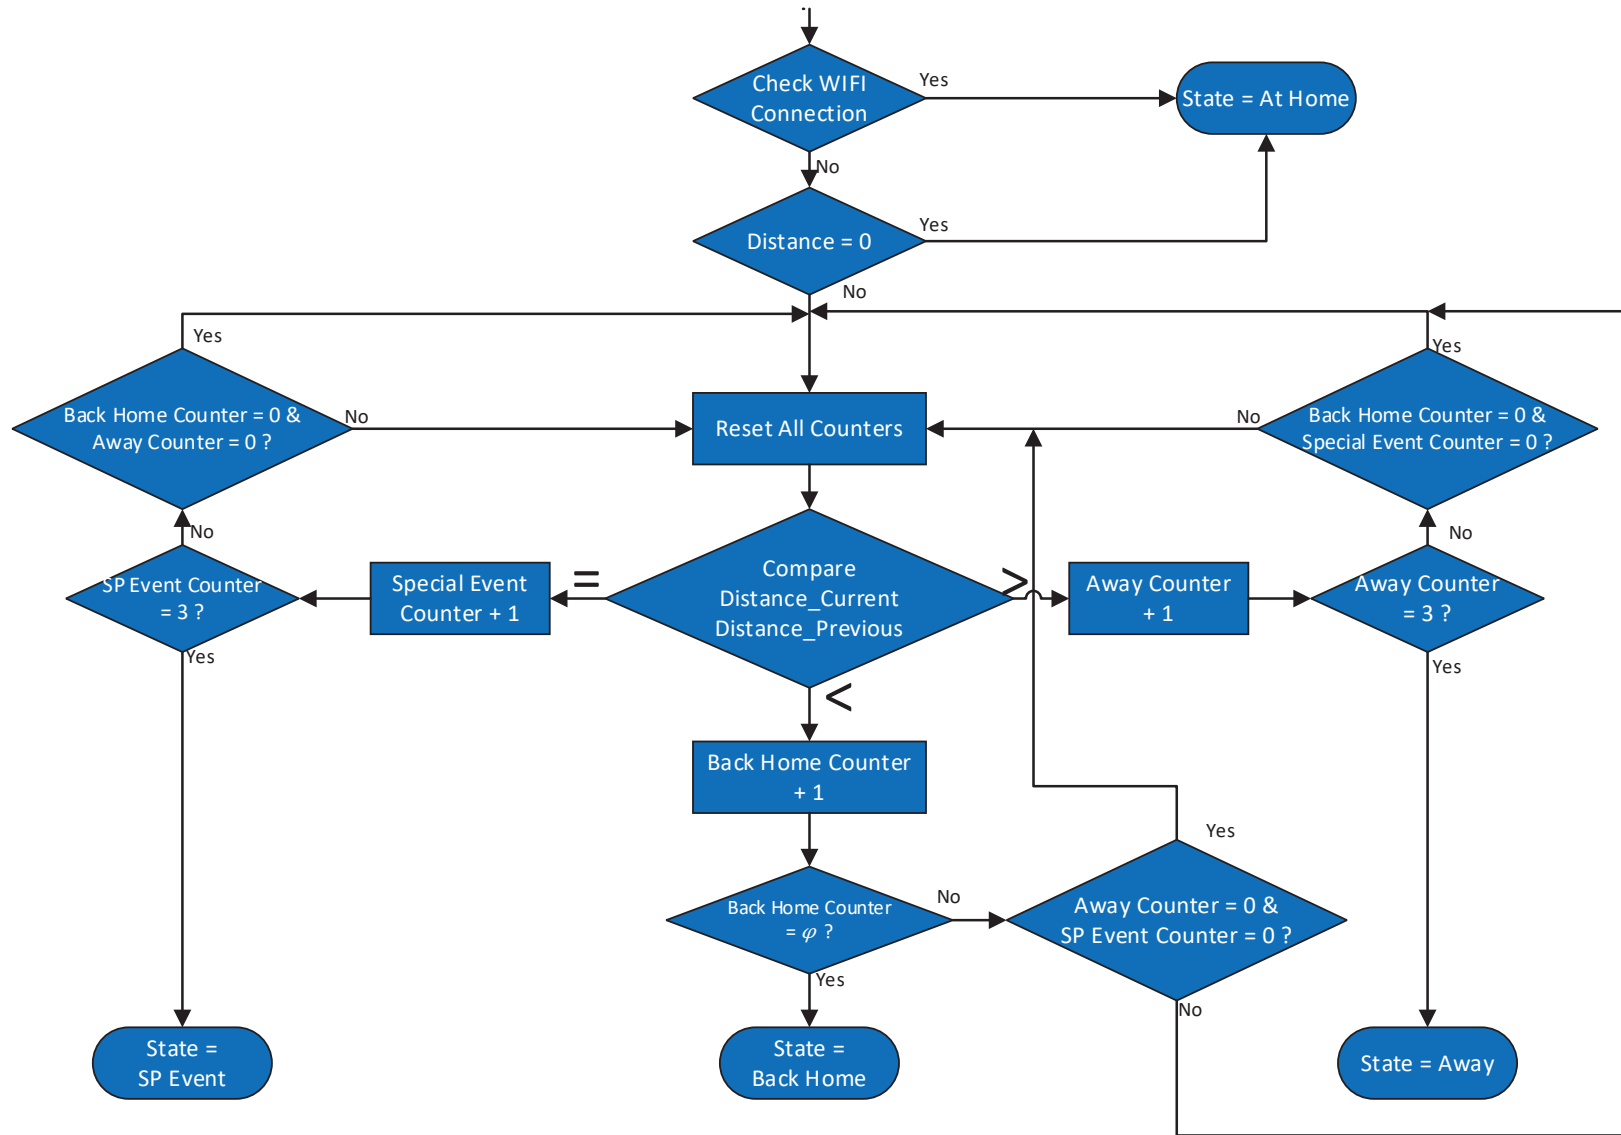 Check WIFI
Connection
Yes
State = At Home
No
Distance = 0
Yes
No
Yes
Back Home Counter = 0 &
Away Counter = 0 ?
No
Reset All Counters
No
Yes
Back Home Counter = 0 &
Special Event Counter = 0 ?
No
SP Event Counter
= 3 ?
Yes
Special Event
Counter + 1
=
Compare
Distance_Current
Distance_Previous
>
Away Counter
+ 1
No
Away Counter
= 3 ?
Yes
<
Back Home Counter
+ 1
Back Home Counter
= φ ?
No
Yes
Yes
Away Counter = 0 &
SP Event Counter = 0 ?
No
State =
SP Event
State =
Back Home
State = Away